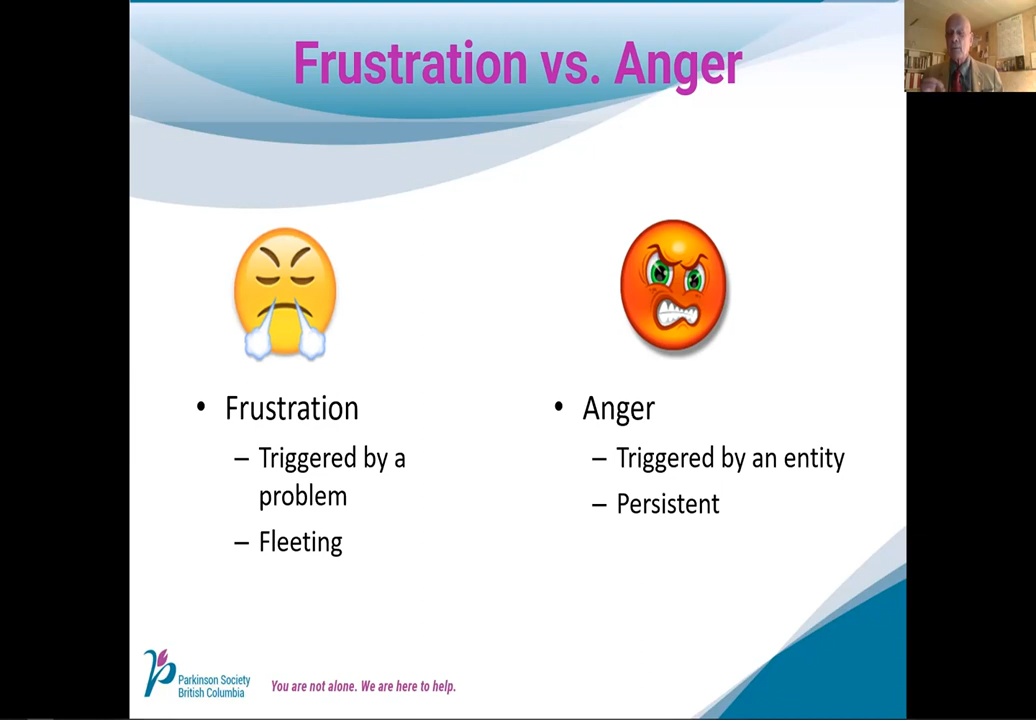 Frustration vs. Anger
• Frustration
– Triggered by a
problem
– Fleeting
• Anger
– Triggered by an entity
– Persistent
Parkinson Society
British Columbia
You are not alone. We are here to help.